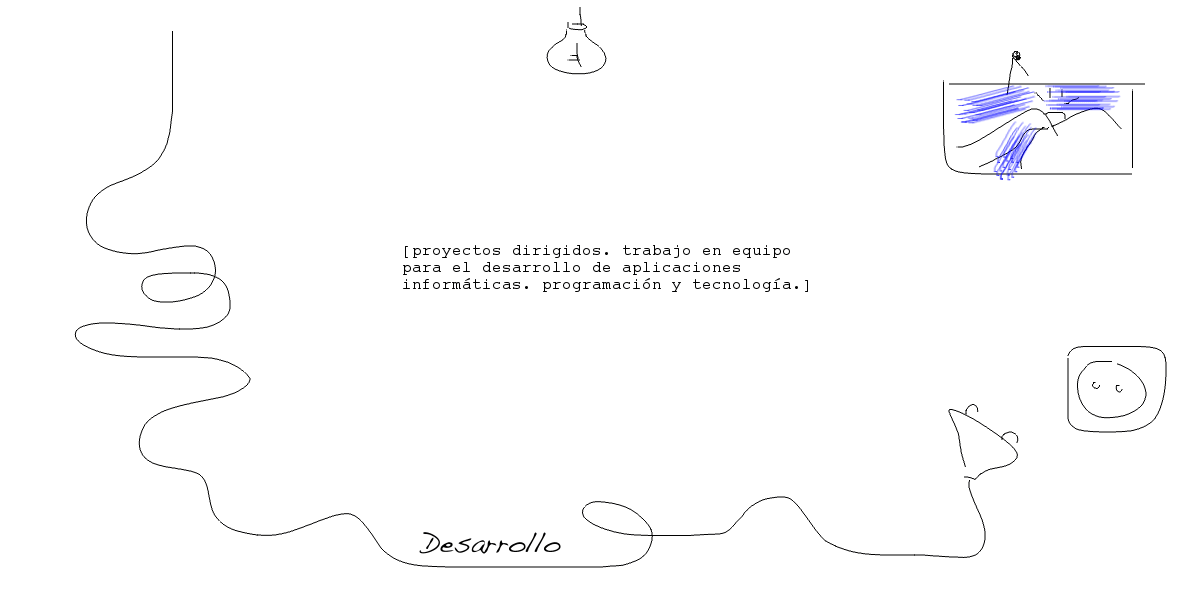 [proyectos dirigidos. trabajo en equipo
para el desarrollo de aplicaciones
informáticas. programación y tecnología.]
Desarrollo